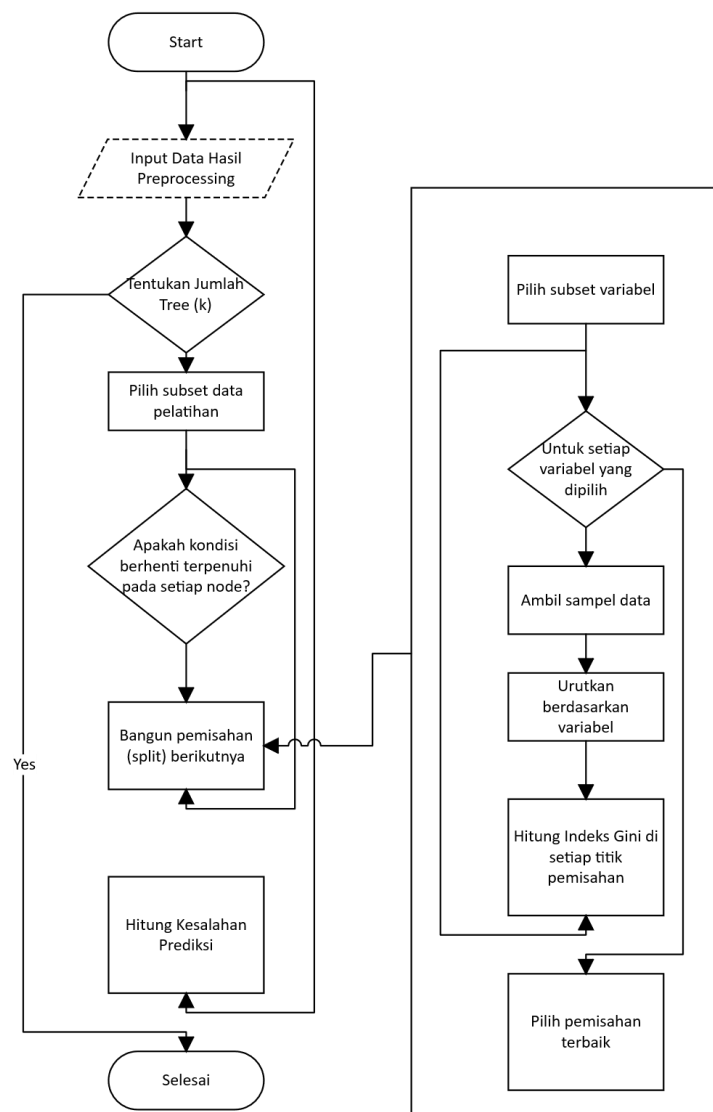 Start
Input Data Hasil
Preprocessing
Tentukan Jumlah
Tree (k)
Pilih subset data
pelatihan
Apakah kondisi
berhenti terpenuhi
pada setiap node?
Bangun pemisahan
(split) berikutnya
Yes
Hitung Kesalahan
Prediksi
Selesai
Pilih subset variabel
Untuk setiap
variabel yang
dipilih
Ambil sampel data
Urutkan
berdasarkan
variabel
Hitung Indeks Gini di
setiap titik
pemisahan
Pilih pemisahan
terbaik